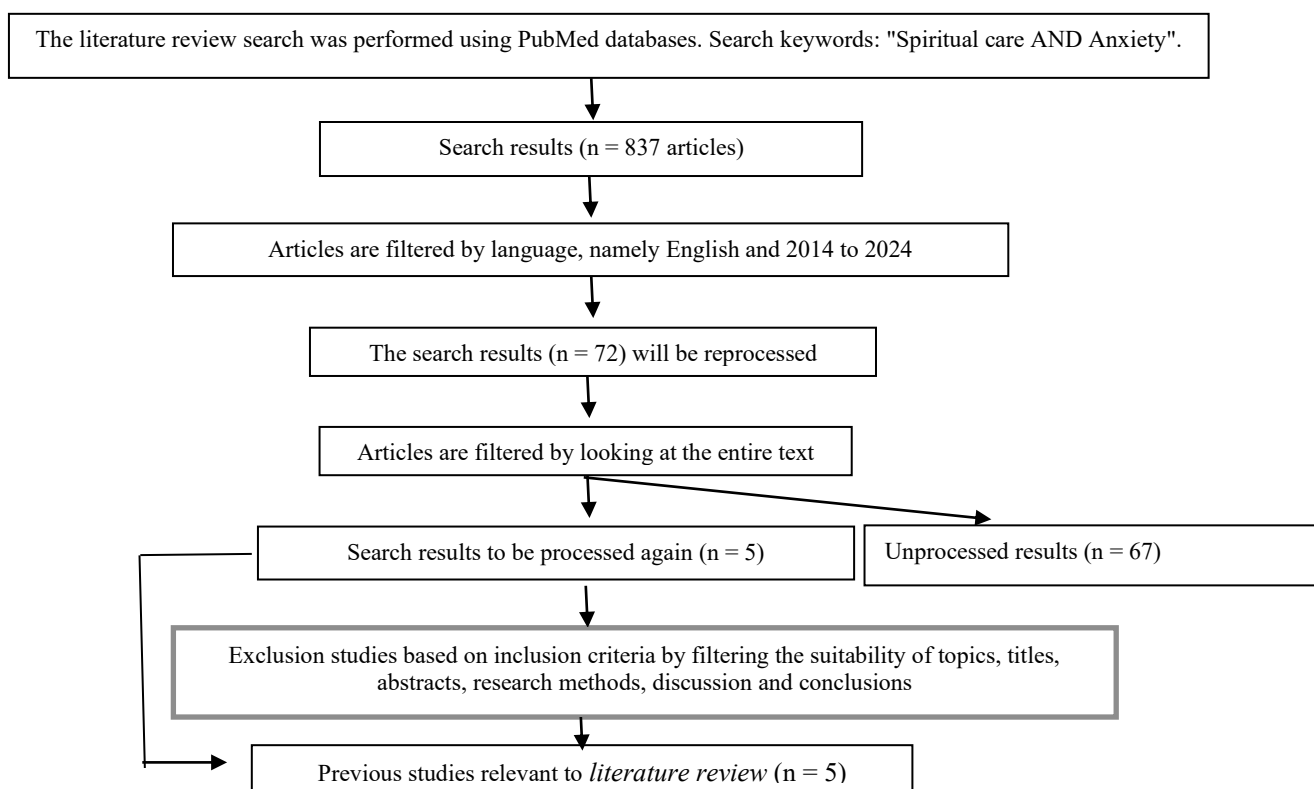 The literature review search was performed using PubMed databases. Search keywords: "Spiritual care AND Anxiety".
Search results (n = 837 articles)
Articles are filtered by language, namely English and 2014 to 2024
The search results (n = 72) will be reprocessed
Articles are filtered by looking at the entire text
Search results to be processed again (n = 5)
Unprocessed results (n = 67)
Exclusion studies based on inclusion criteria by filtering the suitability of topics, titles,
abstracts, research methods, discussion and conclusions
Previous studies relevant to literature review (n = 5)